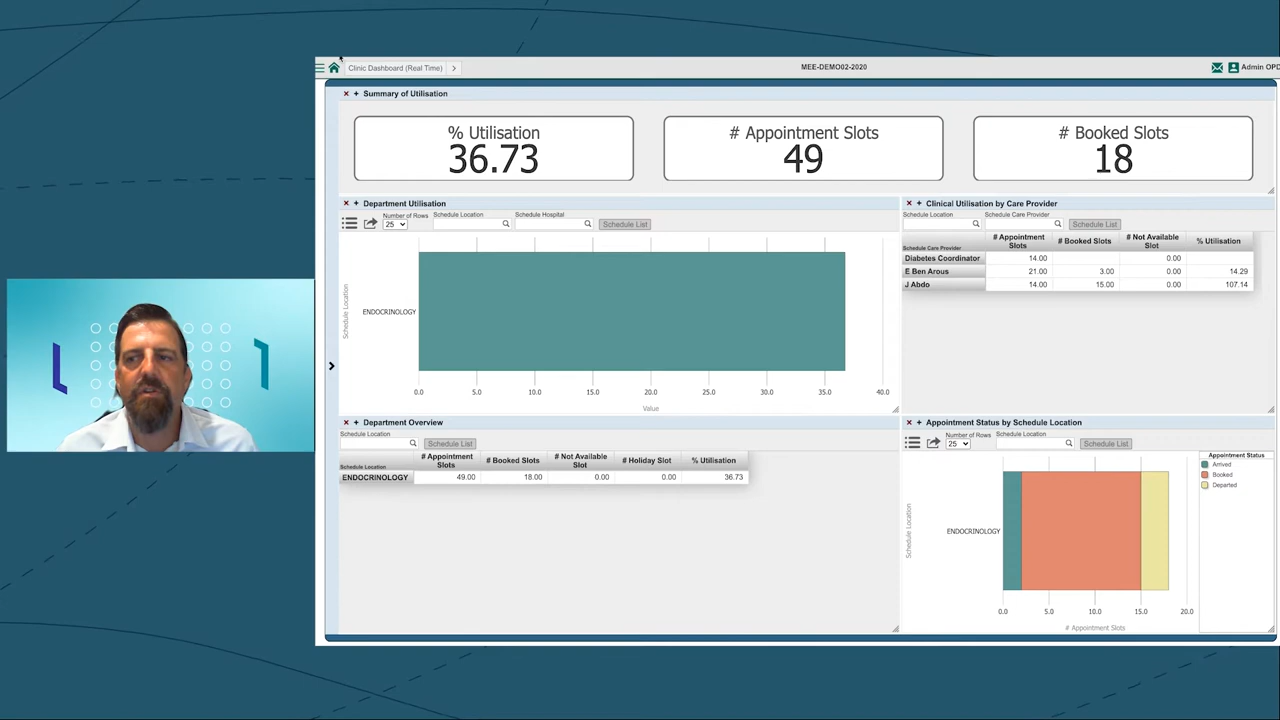 Clinic Dashboard (Real Time)
MEE-DEMO02-2020
Admin OPD
Summary of Utilisation
% Utilisation
36.73
# Appointment Slots
49
# Booked Slots
18
Department Utilisation
Number of Rows
25
Schedule Location
Schedule Hospital
Schedule List
Schedule Location
ENDOCRINOLOGY
0.0 5.0 10.0 15.0 20.0 25.0 30.0 35.0 40.0
Value
Clinical Utilisation by Care Provider
Schedule Location
Schedule Care Provider
Schedule List
Schedule Care Provider # Appointment Slots # Booked Slots # Not Available Slot % Utilisation
Diabetes Coordinator 14.00 0.00
E Ben Arous 21.00 3.00 0.00 14.29
J Abdo 14.00 15.00 0.00 107.14
Department Overview
Schedule Location
Schedule List
Schedule Location # Appointment Slots # Booked Slots # Not Available Slot # Holiday Slot % Utilisation
ENDOCRINOLOGY 49.00 18.00 0.00 0.00 36.73
Appointment Status by Schedule Location
Number of Rows
25
Schedule Location
Schedule List
Schedule Location
ENDOCRINOLOGY
0.0 5.0 10.0 15.0 20.0
# Appointment Slots
Appointment Status
Arrived
Booked
Departed